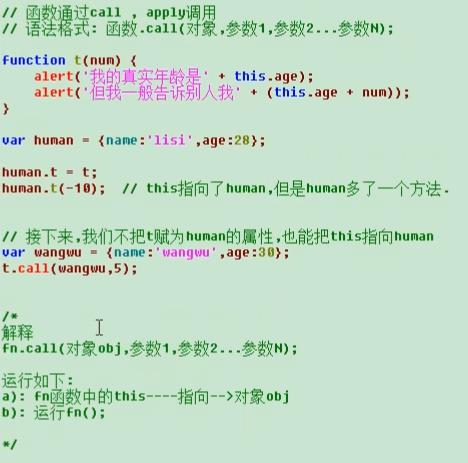 // 函数通过call , apply调用
// 语法格式: 函数.call(对象,参数1,参数2...参数N);
function t(num) {
alert('我的真实年龄是' + this.age);
alert('但我一般告诉别人我' + (this.age + num));
}
var human = {name:'lisi',age:28};
human.t = t;
human.t(-10); // this指向了human,但是human多了一个方法.
// 接下来,我们不把t赋为human的属性,也能把this指向human
var wangwu = {name:'wangwu',age:30};
t.call(wangwu,5);
/*
解释
fn.call(对象obj,参数1,参数2...参数N);
运行如下:
a): fn函数中的this----指向-->对象obj
b): 运行fn();
*/